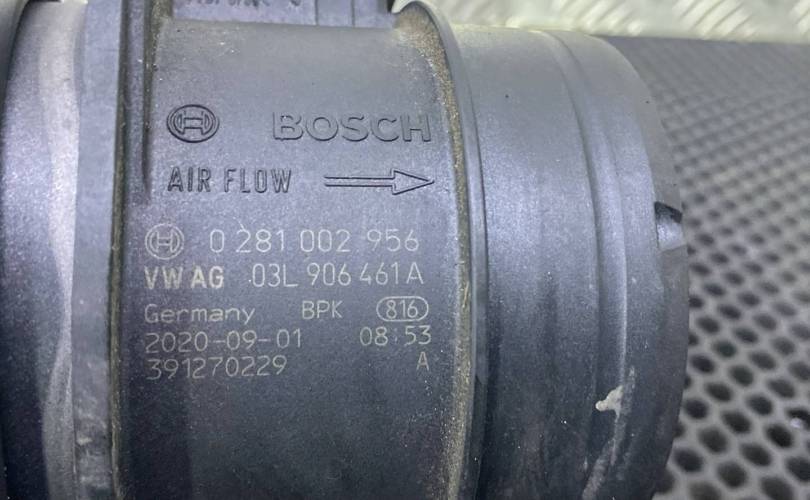 BOSCH
AIR FLOW
0 281 002 956
VW AG 03L 906 461 A
Germany BPK 816
2020-09-01 08:53
391270229 A